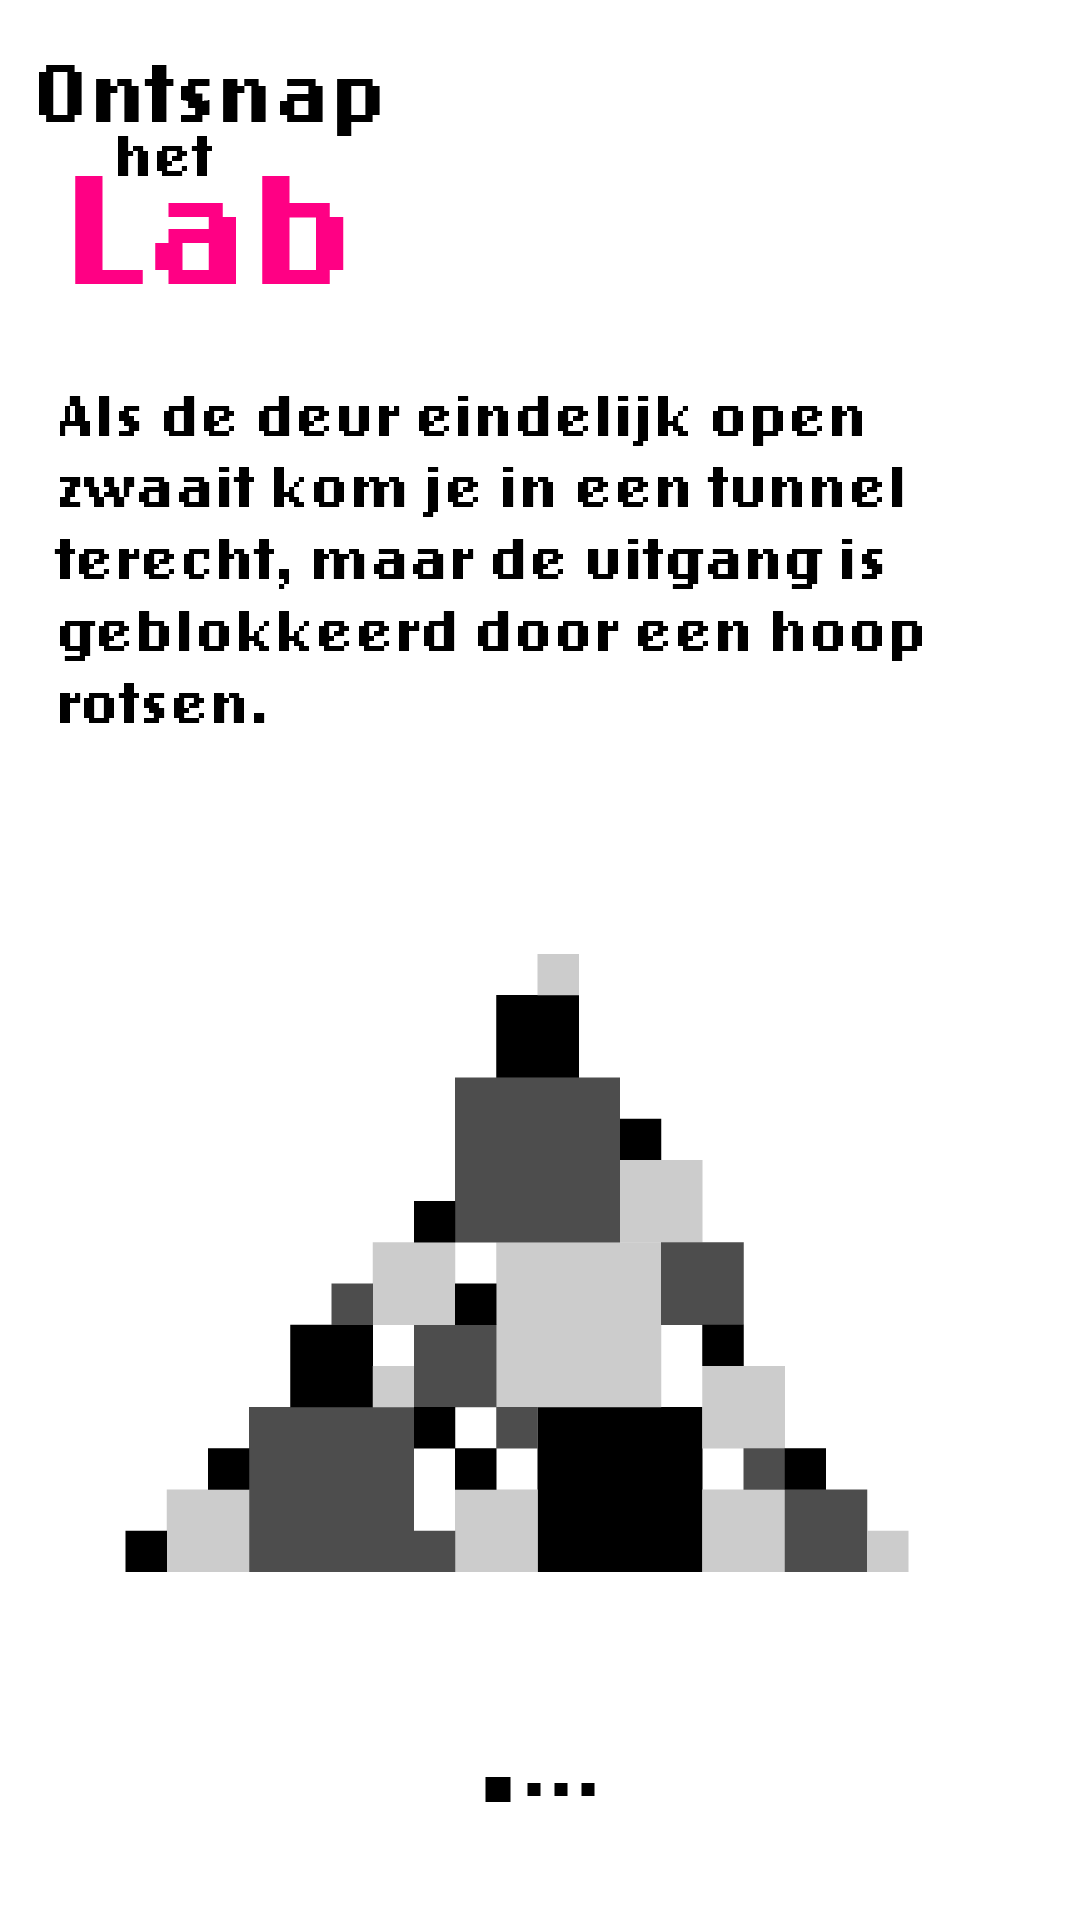 Ontsnap
het
Lab
Als de deur eindelijk open
zwaait kom je in een tunnel
terecht, maar de uitgang is
geblokkeerd door een hoop
rotsen.